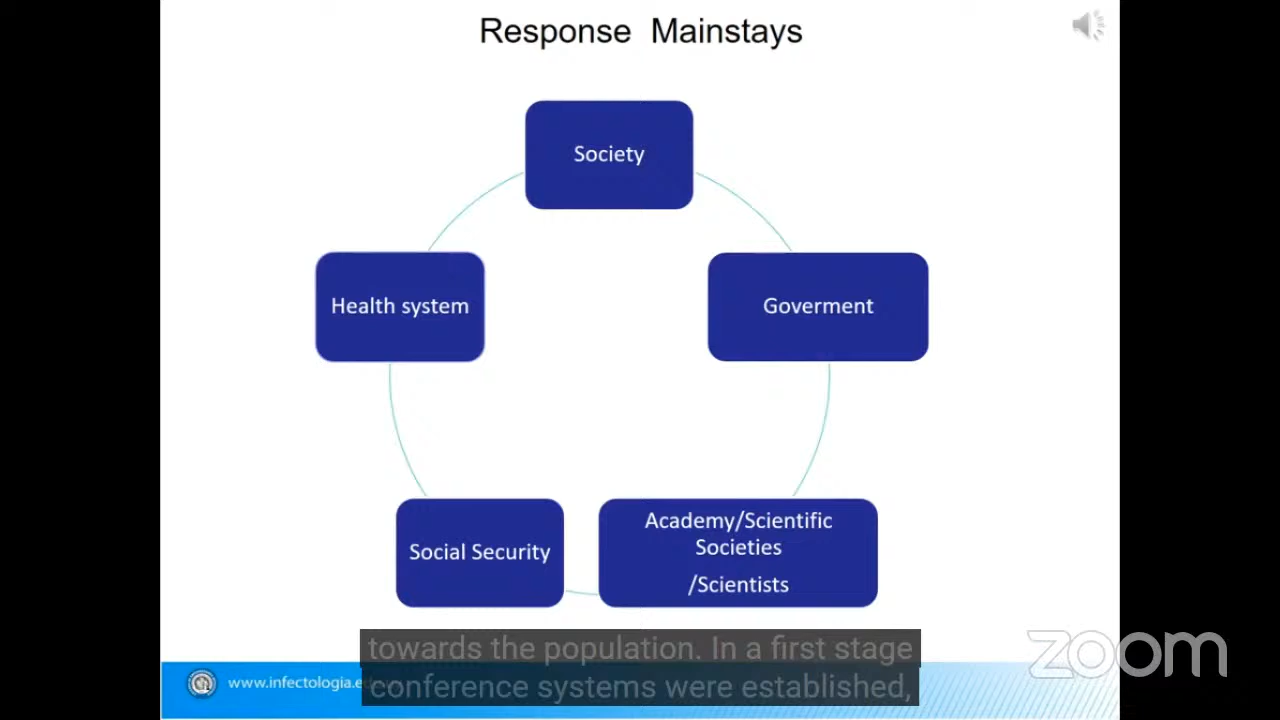 Response Mainstays
Society
Health system
Goverment
Social Security
Academy/Scientific
Societies
/Scientists
towards the population. In a first stage
conference systems were established,
www.infectologia.ed
zoom